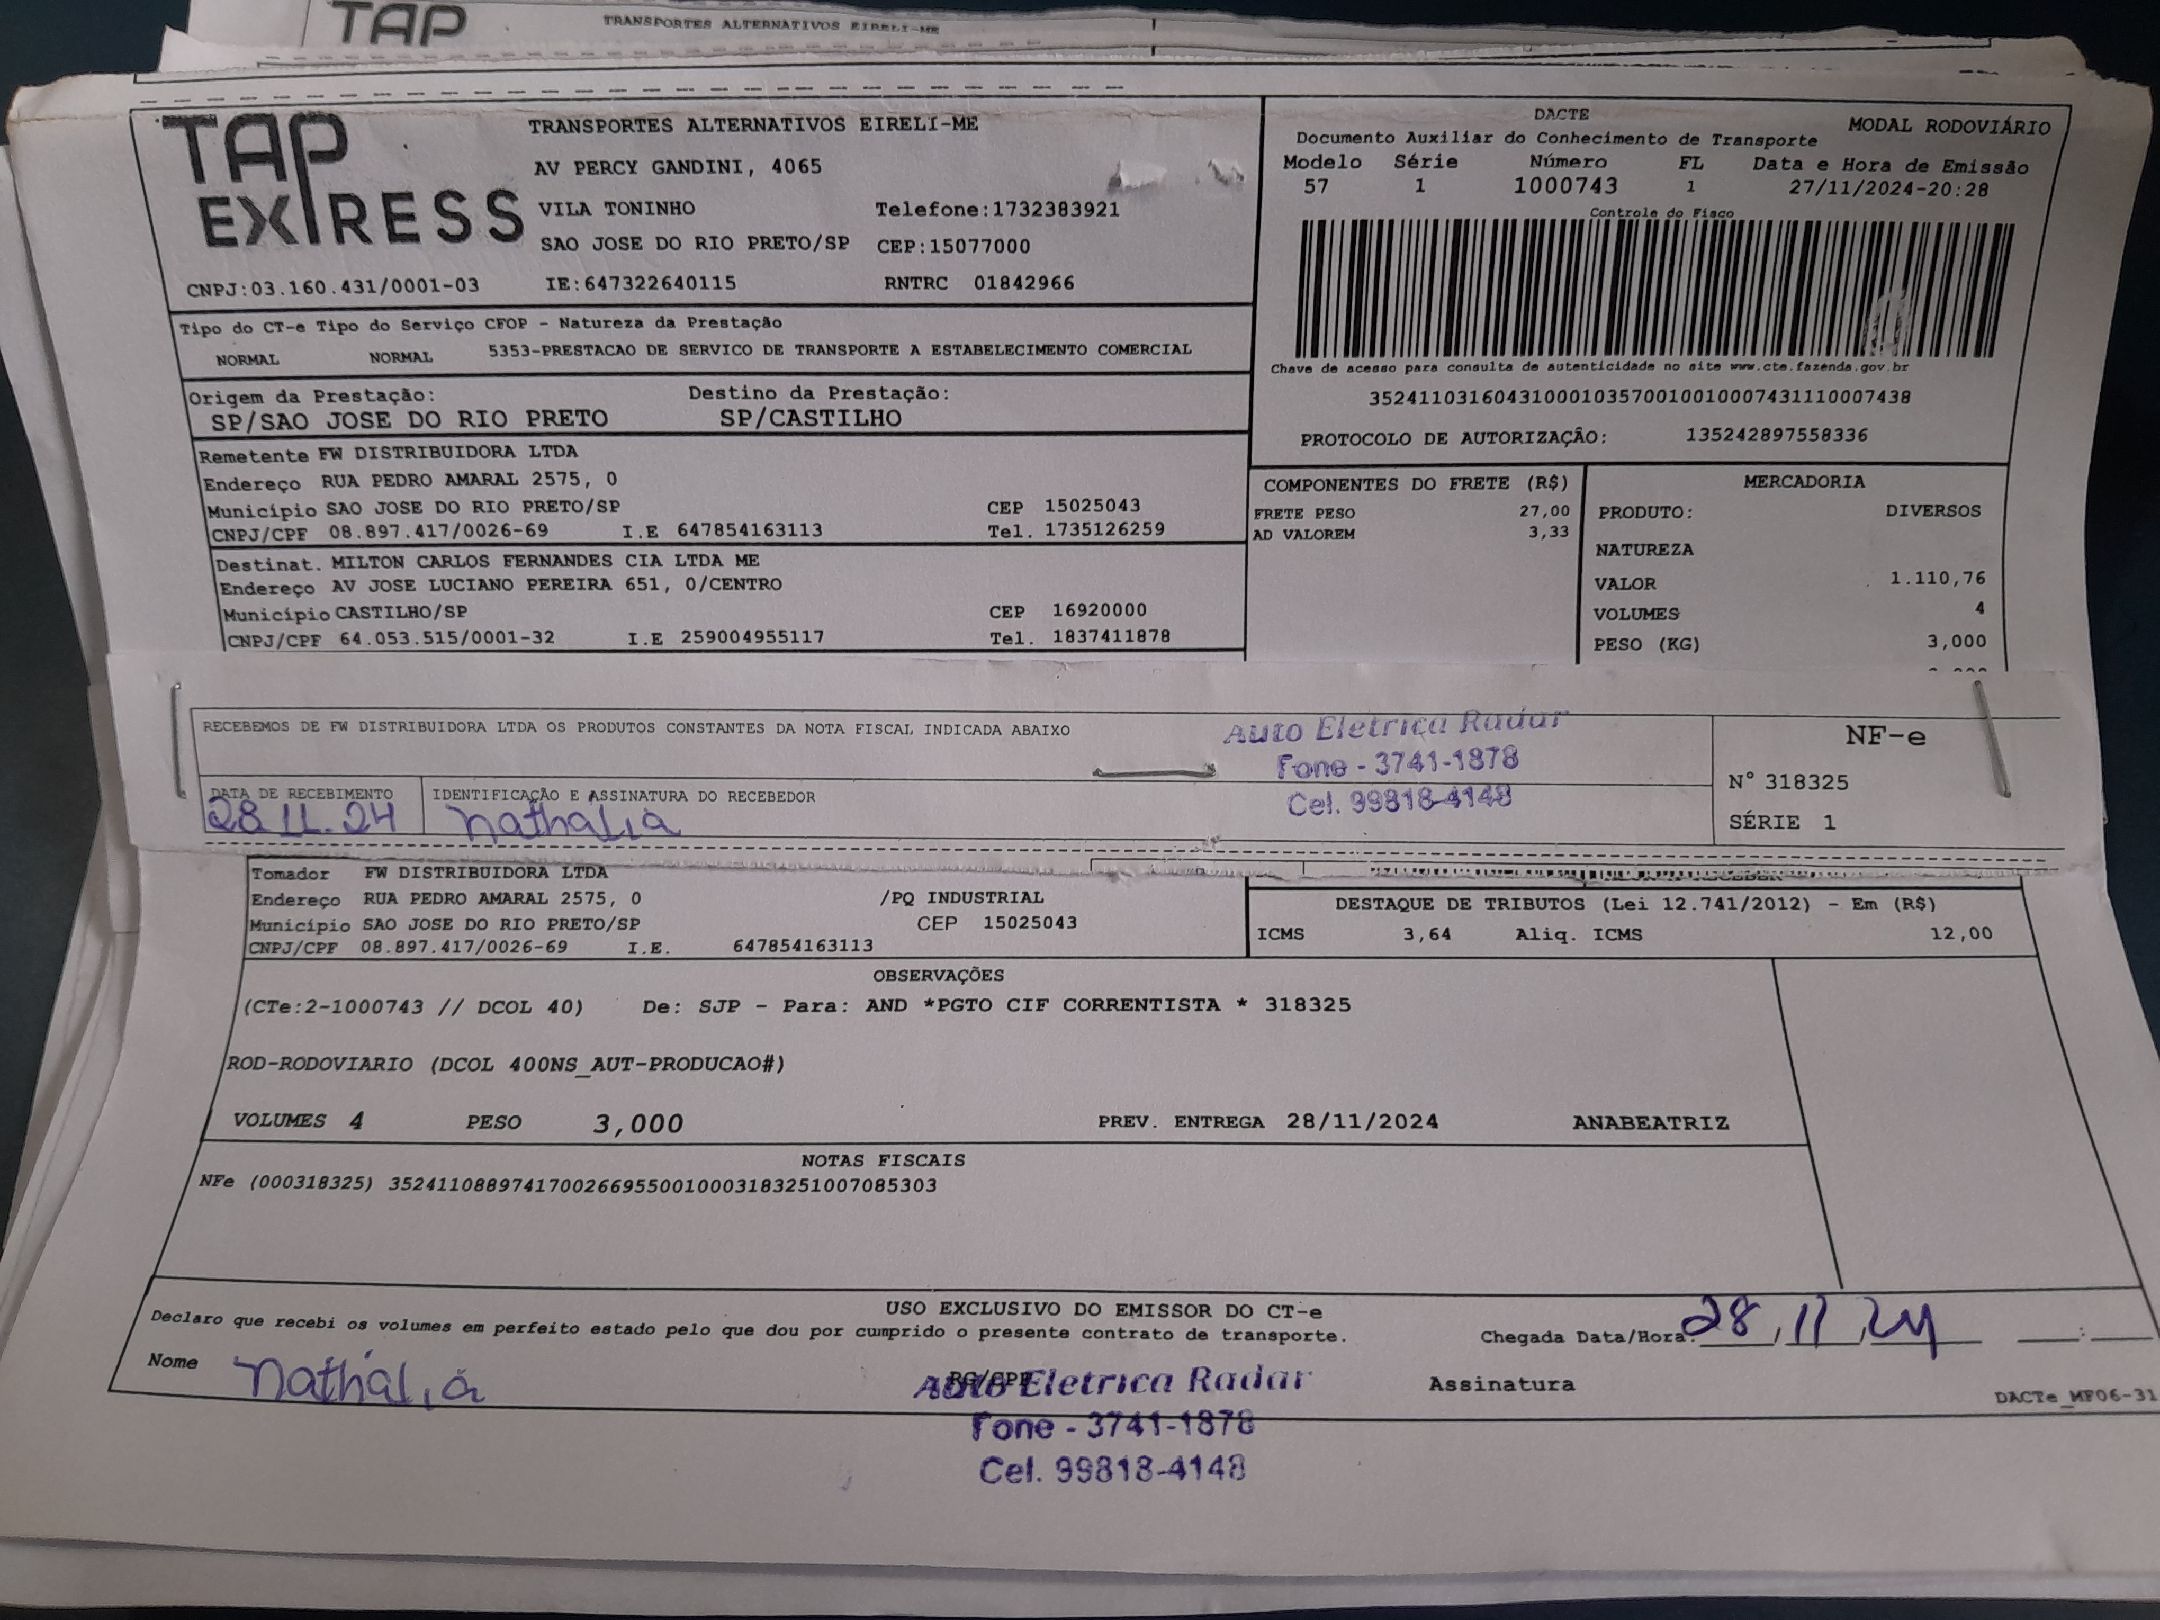 TAP TRANSPORTES ALTERNATIVOS EIRELI-ME
TAP EXPRESS
TRANSPORTES ALTERNATIVOS EIRELI-ME
AV PERCY GANDINI, 4065
VILA TONINHO Telefone:1732383921
SAO JOSE DO RIO PRETO/SP CEP:15077000
CNPJ:03.160.431/0001-03 IE:647322640115 RNTRC 01842966
DACTE
MODAL RODOVIÁRIO
Documento Auxiliar do Conhecimento de Transporte
Modelo Série Número FL Data e Hora de Emissão
57 1 1000743 1 27/11/2024-20:28
Controle do Fisco
Chave de acesso para consulta de autenticidade no site www.cte.fazenda.gov.br
35241103160431000103570010010007431110007438
PROTOCOLO DE AUTORIZAÇÃO: 135242897558336
Tipo do CT-e Tipo do Serviço CFOP - Natureza da Prestação
NORMAL NORMAL 5353-PRESTACAO DE SERVICO DE TRANSPORTE A ESTABELECIMENTO COMERCIAL
Origem da Prestação: Destino da Prestação:
SP/SAO JOSE DO RIO PRETO SP/CASTILHO
Remetente FW DISTRIBUIDORA LTDA
Endereço RUA PEDRO AMARAL 2575, 0
Município SAO JOSE DO RIO PRETO/SP CEP 15025043
CNPJ/CPF 08.897.417/0026-69 I.E 647854163113 Tel. 1735126259
Destinat. MILTON CARLOS FERNANDES CIA LTDA ME
Endereço AV JOSE LUCIANO PEREIRA 651, 0/CENTRO
Município CASTILHO/SP CEP 16920000
CNPJ/CPF 64.053.515/0001-32 I.E 259004955117 Tel. 1837411878
COMPONENTES DO FRETE (R$)
FRETE PESO 27,00
AD VALOREM 3,33
MERCADORIA
PRODUTO: DIVERSOS
NATUREZA
VALOR 1.110,76
VOLUMES 4
PESO (KG) 3,000
RECEBEMOS DE FW DISTRIBUIDORA LTDA OS PRODUTOS CONSTANTES DA NOTA FISCAL INDICADA ABAIXO
Auto Eletrica Radar
Fone - 3741-1878
Cel. 99818-4148
NF-e
N° 318325
SÉRIE 1
DATA DE RECEBIMENTO IDENTIFICAÇÃO E ASSINATURA DO RECEBEDOR
28.11.24 Nathalia
Tomador FW DISTRIBUIDORA LTDA
Endereço RUA PEDRO AMARAL 2575, 0 /PQ INDUSTRIAL
Município SAO JOSE DO RIO PRETO/SP CEP 15025043
CNPJ/CPF 08.897.417/0026-69 I.E. 647854163113
DESTAQUE DE TRIBUTOS (Lei 12.741/2012) - Em (R$)
ICMS 3,64 Aliq. ICMS 12,00
OBSERVAÇÕES
(CTe:2-1000743 // DCOL 40) De: SJP - Para: AND *PGTO CIF CORRENTISTA * 318325
ROD-RODOVIARIO (DCOL 400NS_AUT-PRODUCAO#)
VOLUMES 4 PESO 3,000 PREV. ENTREGA 28/11/2024 ANABEATRIZ
NOTAS FISCAIS
NFe (000318325) 35241108897417002669550010003183251007085303
USO EXCLUSIVO DO EMISSOR DO CT-e
Declaro que recebi os volumes em perfeito estado pelo que dou por cumprido o presente contrato de transporte.
Chegada Data/Hora: 28/11/24
Nome Nathalia RG/CPF Assinatura
Auto Eletrica Radar
Fone - 3741-1878
Cel. 99818-4148
DACTe_MF06-31